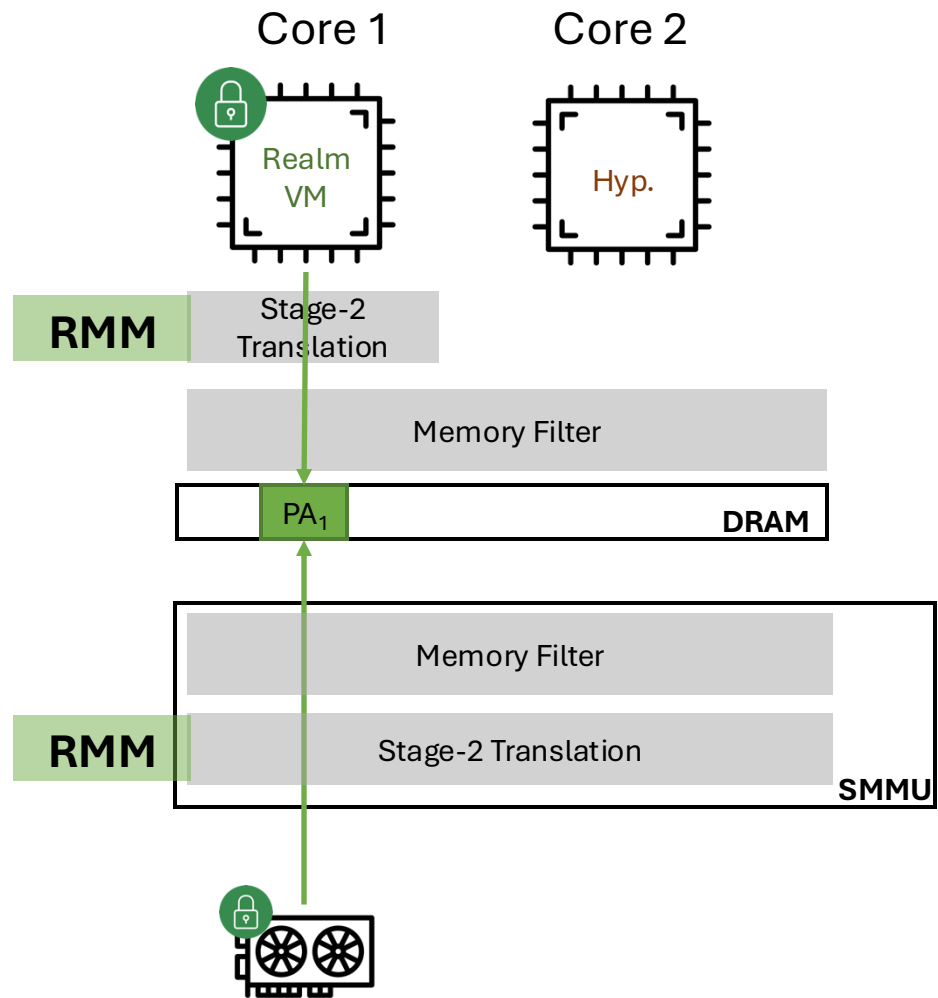 Core 1
Core 2
Realm
VM
Hyp.
RMM
Stage-2
Translation
Memory Filter
PA₁
DRAM
Memory Filter
RMM
Stage-2 Translation
SMMU